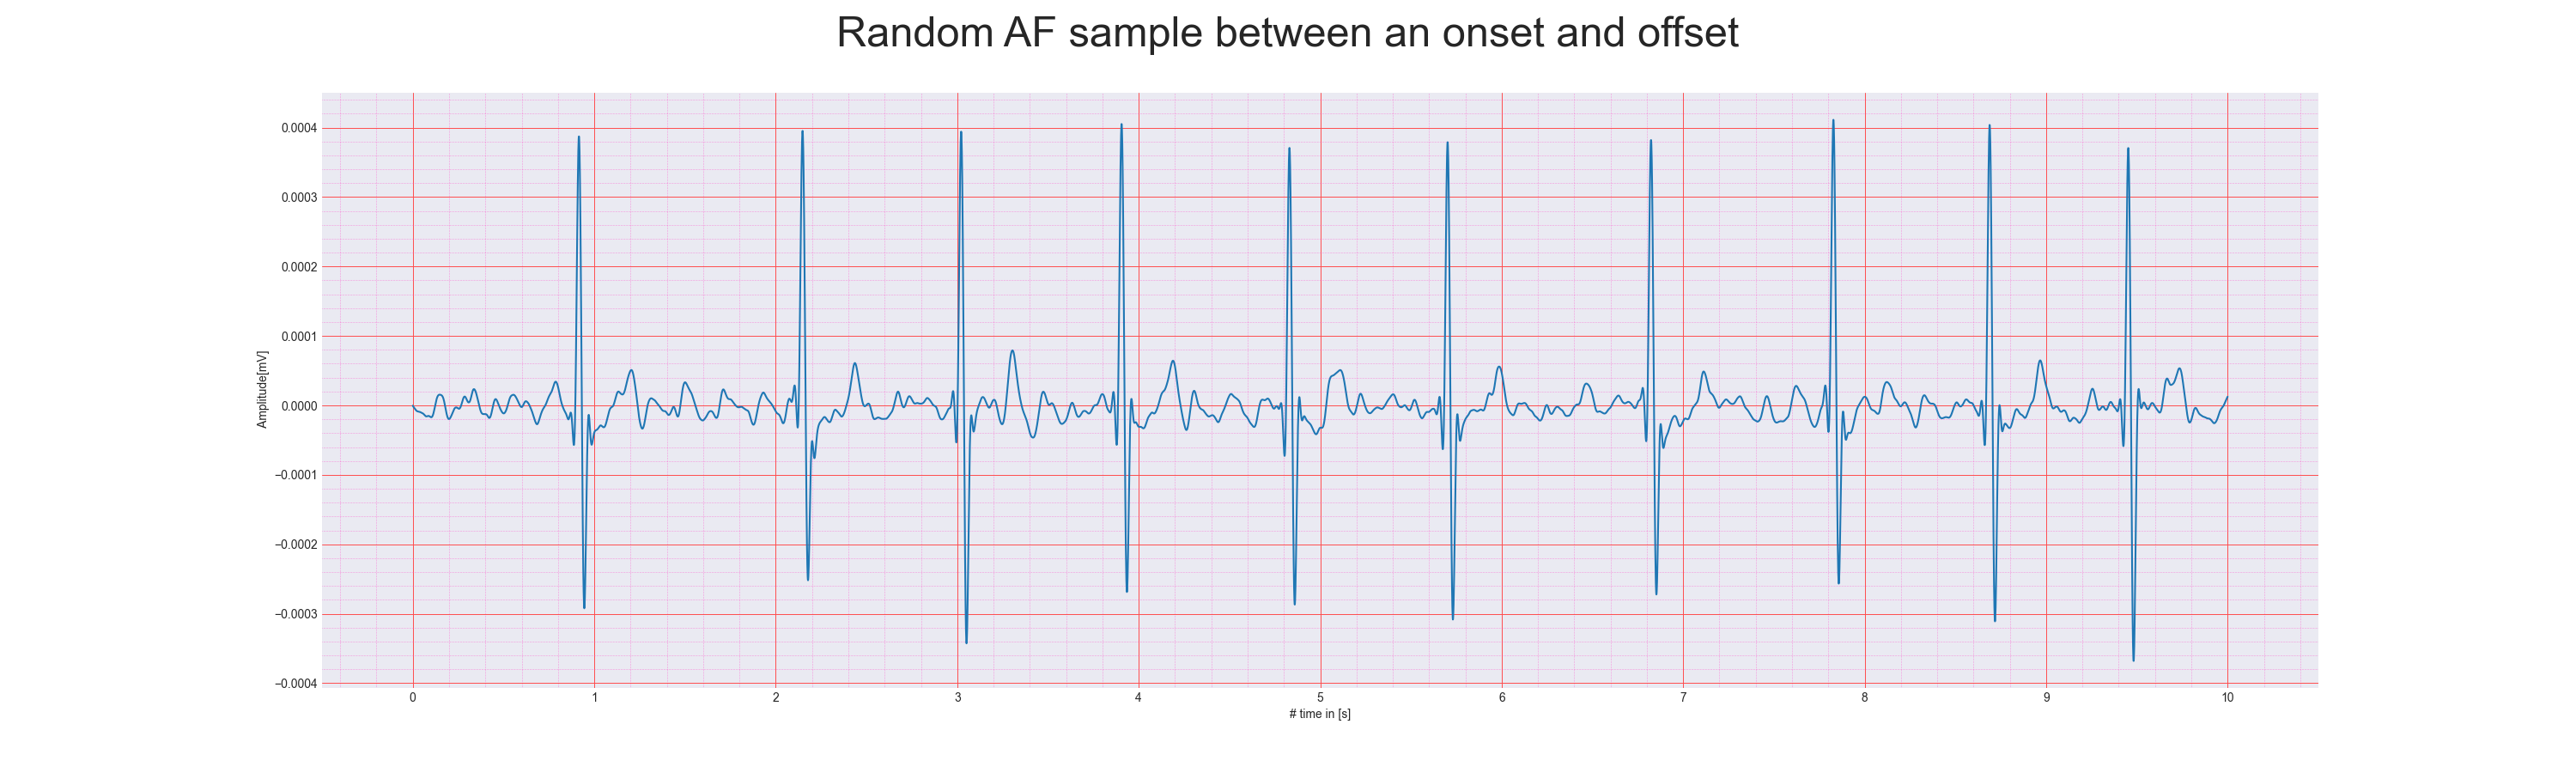 Random AF sample between an onset and offset
0.0004
0.0003
0.0002
0.0001
0.0000
−0.0001
−0.0002
−0.0003
−0.0004
Amplitude[mV]
0 1 2 3 4 5 6 7 8 9 10
# time in [s]